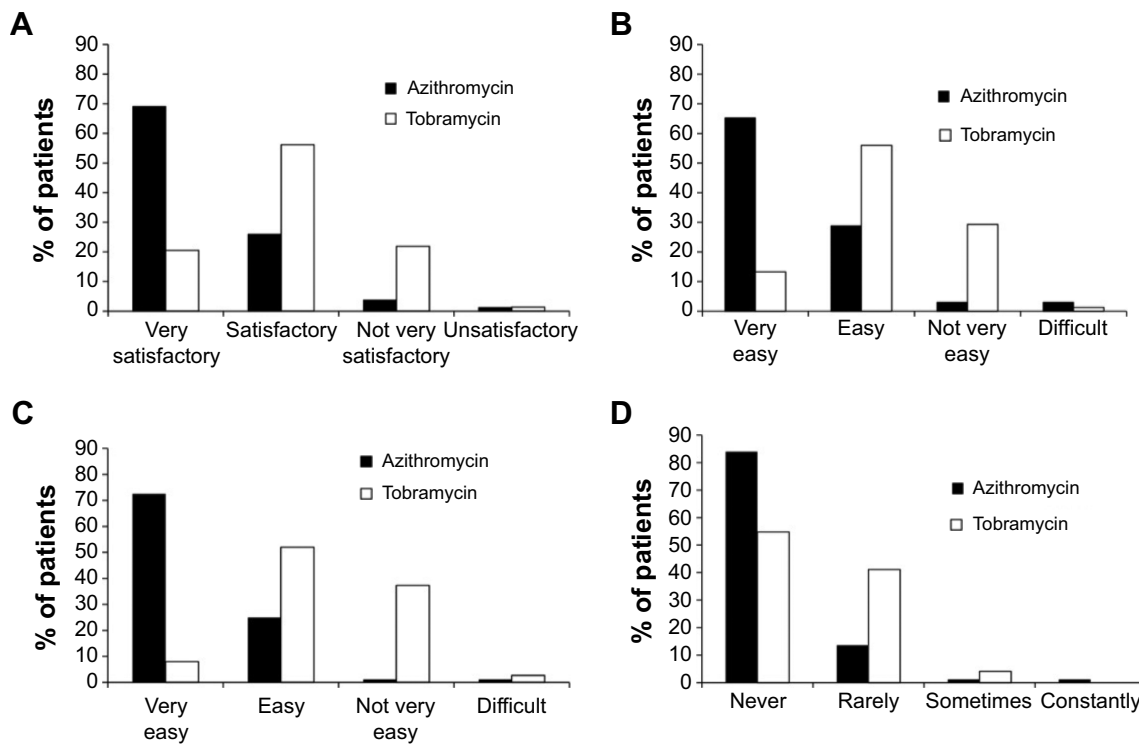 A
% of patients
90
80
70
60
50
40
30
20
10
0
Azithromycin
Tobramycin
Very
satisfactory
Satisfactory
Not very
satisfactory
Unsatisfactory
B
% of patients
90
80
70
60
50
40
30
20
10
0
Azithromycin
Tobramycin
Very
easy
Easy
Not very
easy
Difficult
C
% of patients
90
80
70
60
50
40
30
20
10
0
Azithromycin
Tobramycin
Very
easy
Easy
Not very
easy
Difficult
D
% of patients
90
80
70
60
50
40
30
20
10
0
Azithromycin
Tobramycin
Never
Rarely
Sometimes
Constantly